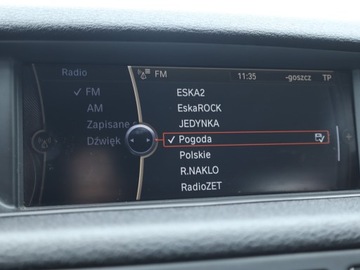 Radio
FM 11:35 -goszcz TP
✓ FM
AM
Zapisane
Dźwięk
ESKA2
EskaROCK
JEDYNKA
✓ Pogoda
Polskie
R.NAKLO
RadioZET